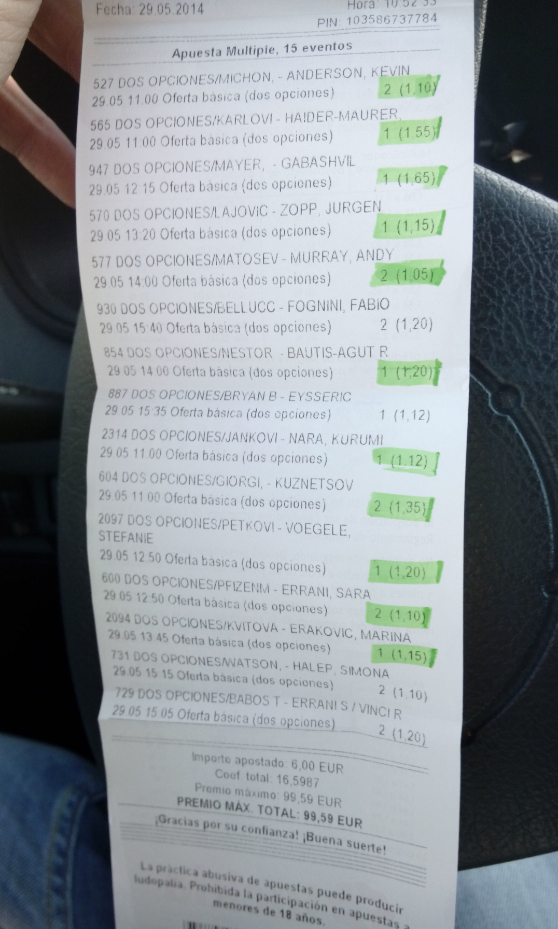 Fecha: 29.05.2014
Hora: 10:52:33
PIN: 103586737784
Apuesta Multiple, 15 eventos
527 DOS OPCIONES/MICHON, - ANDERSON, KEVIN
29.05 11:00 Oferta básica (dos opciones) 2 (1,10)
565 DOS OPCIONES/KARLOVI - HAIDER-MAURER,
29.05 11:00 Oferta básica (dos opciones) 1 (1,55)
947 DOS OPCIONES/MAYER, - GABASHVIL
29.05 12:15 Oferta básica (dos opciones) 1 (1,65)
570 DOS OPCIONES/LAJOVIC - ZOPP, JURGEN
29.05 13:20 Oferta básica (dos opciones) 1 (1,15)
577 DOS OPCIONES/MATOSEV - MURRAY, ANDY
29.05 14:00 Oferta básica (dos opciones) 2 (1,05)
930 DOS OPCIONES/BELLUCC - FOGNINI, FABIO
29.05 15:40 Oferta básica (dos opciones) 2 (1,20)
854 DOS OPCIONES/NESTOR - BAUTIS-AGUT R
29.05 14:00 Oferta básica (dos opciones) 1 (1,20)
887 DOS OPCIONES/BRYAN B - EYSSERIC
29.05 15:35 Oferta básica (dos opciones) 1 (1,12)
2314 DOS OPCIONES/JANKOVI - NARA, KURUMI
29.05 11:00 Oferta básica (dos opciones) 1 (1,12)
604 DOS OPCIONES/GIORGI, - KUZNETSOV
29.05 11:00 Oferta básica (dos opciones) 2 (1,35)
2097 DOS OPCIONES/PETKOVI - VOEGELE,
STEFANIE
29.05 12:50 Oferta básica (dos opciones) 1 (1,20)
600 DOS OPCIONES/PFIZENM - ERRANI, SARA
29.05 12:50 Oferta básica (dos opciones) 2 (1,10)
2094 DOS OPCIONES/KVITOVA - ERAKOVIC, MARINA
29.05 13:45 Oferta básica (dos opciones) 1 (1,15)
731 DOS OPCIONES/WATSON, - HALEP, SIMONA
29.05 15:15 Oferta básica (dos opciones) 2 (1,10)
729 DOS OPCIONES/BABOS T - ERRANI S / VINCI R
29.05 15:05 Oferta básica (dos opciones) 2 (1,20)
Importe apostado: 6,00 EUR
Coef. total: 16,5987
Premio máximo: 99,59 EUR
PREMIO MÁX. TOTAL: 99,59 EUR
¡Gracias por su confianza! ¡Buena suerte!
La práctica abusiva de apuestas puede producir
ludopatía. Prohibida la participación en apuestas a
menores de 18 años.